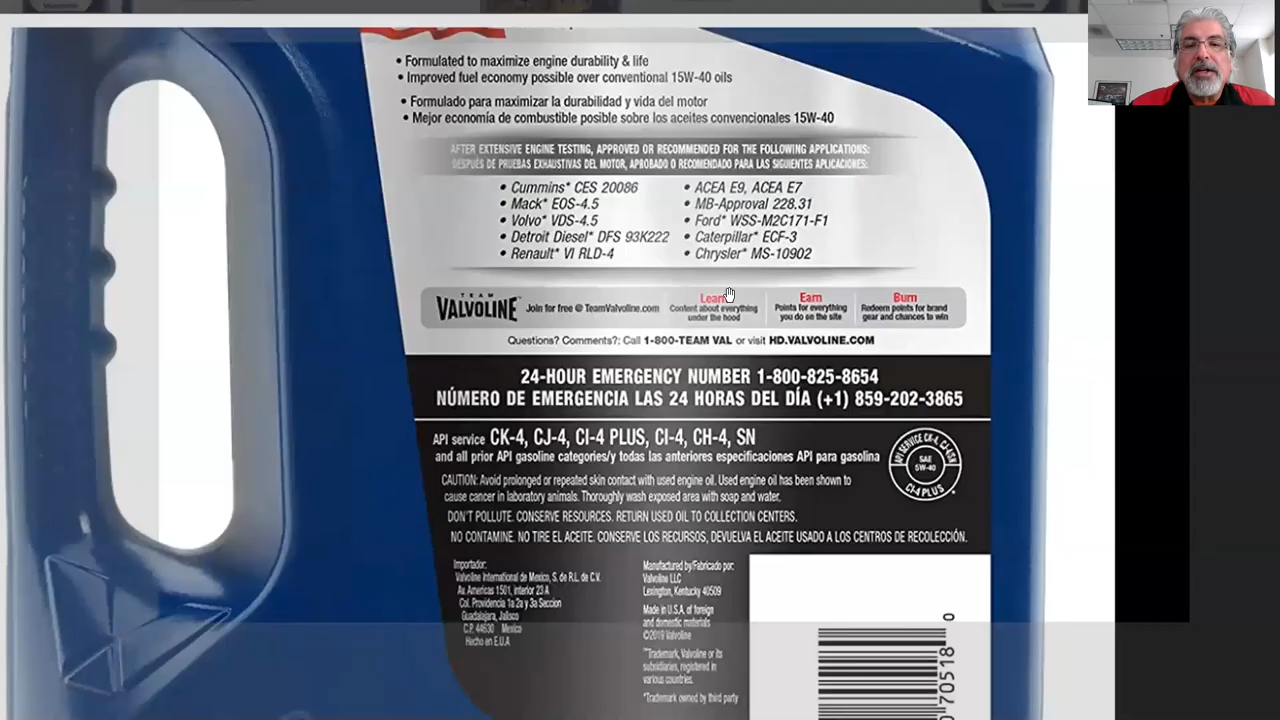 • Formulated to maximize engine durability & life
• Improved fuel economy possible over conventional 15W-40 oils
• Formulado para maximizar la durabilidad y vida del motor
• Mejor economía de combustible posible sobre los aceites convencionales 15W-40
AFTER EXTENSIVE ENGINE TESTING, APPROVED OR RECOMMENDED FOR THE FOLLOWING APPLICATIONS:
DESPUÉS DE PRUEBAS EXHAUSTIVAS DEL MOTOR, APROBADO O RECOMENDADO PARA LAS SIGUIENTES APLICACIONES:
• Cummins* CES 20086
• Mack* EOS-4.5
• Volvo* VDS-4.5
• Detroit Diesel* DFS 93K222
• Renault* VI RLD-4
• ACEA E9, ACEA E7
• MB-Approval 228.31
• Ford* WSS-M2C171-F1
• Caterpillar* ECF-3
• Chrysler* MS-10902
TEAM
VALVOLINE™
Join for free @ TeamValvoline.com
Learn
Content about everything
under the hood
Earn
Points for everything
you do on the site
Burn
Redeem points for brand
gear and chances to win
Questions? Comments?: Call 1-800-TEAM VAL or visit HD.VALVOLINE.COM
24-HOUR EMERGENCY NUMBER 1-800-825-8654
NÚMERO DE EMERGENCIA LAS 24 HORAS DEL DÍA (+1) 859-202-3865
API service CK-4, CJ-4, CI-4 PLUS, CI-4, CH-4, SN
and all prior API gasoline categories/y todas las anteriores especificaciones API para gasolina
API SERVICE CK-4, CJ-4/SN
SAE
5W-40
CI-4 PLUS
CAUTION: Avoid prolonged or repeated skin contact with used engine oil. Used engine oil has been shown to
cause cancer in laboratory animals. Thoroughly wash exposed area with soap and water.
DON'T POLLUTE. CONSERVE RESOURCES. RETURN USED OIL TO COLLECTION CENTERS.
NO CONTAMINE. NO TIRE EL ACEITE. CONSERVE LOS RECURSOS, DEVUELVA EL ACEITE USADO A LOS CENTROS DE RECOLECCIÓN.
Importador:
Valvoline International de Mexico, S. de R.L. de C.V.
Av. Americas 1501, interior 23 A
Col. Providencia 1a 2a y 3a Seccion
Guadalajara, Jalisco
C.P. 44630 Mexico
Hecho en E.U.A
Manufactured by/Fabricado por:
Valvoline LLC
Lexington, Kentucky 40509
Made in U.S.A. of foreign
and domestic materials
©2019 Valvoline
™Trademark, Valvoline or its
subsidiaries, registered in
various countries.
*Trademark owned by third party
70518
0